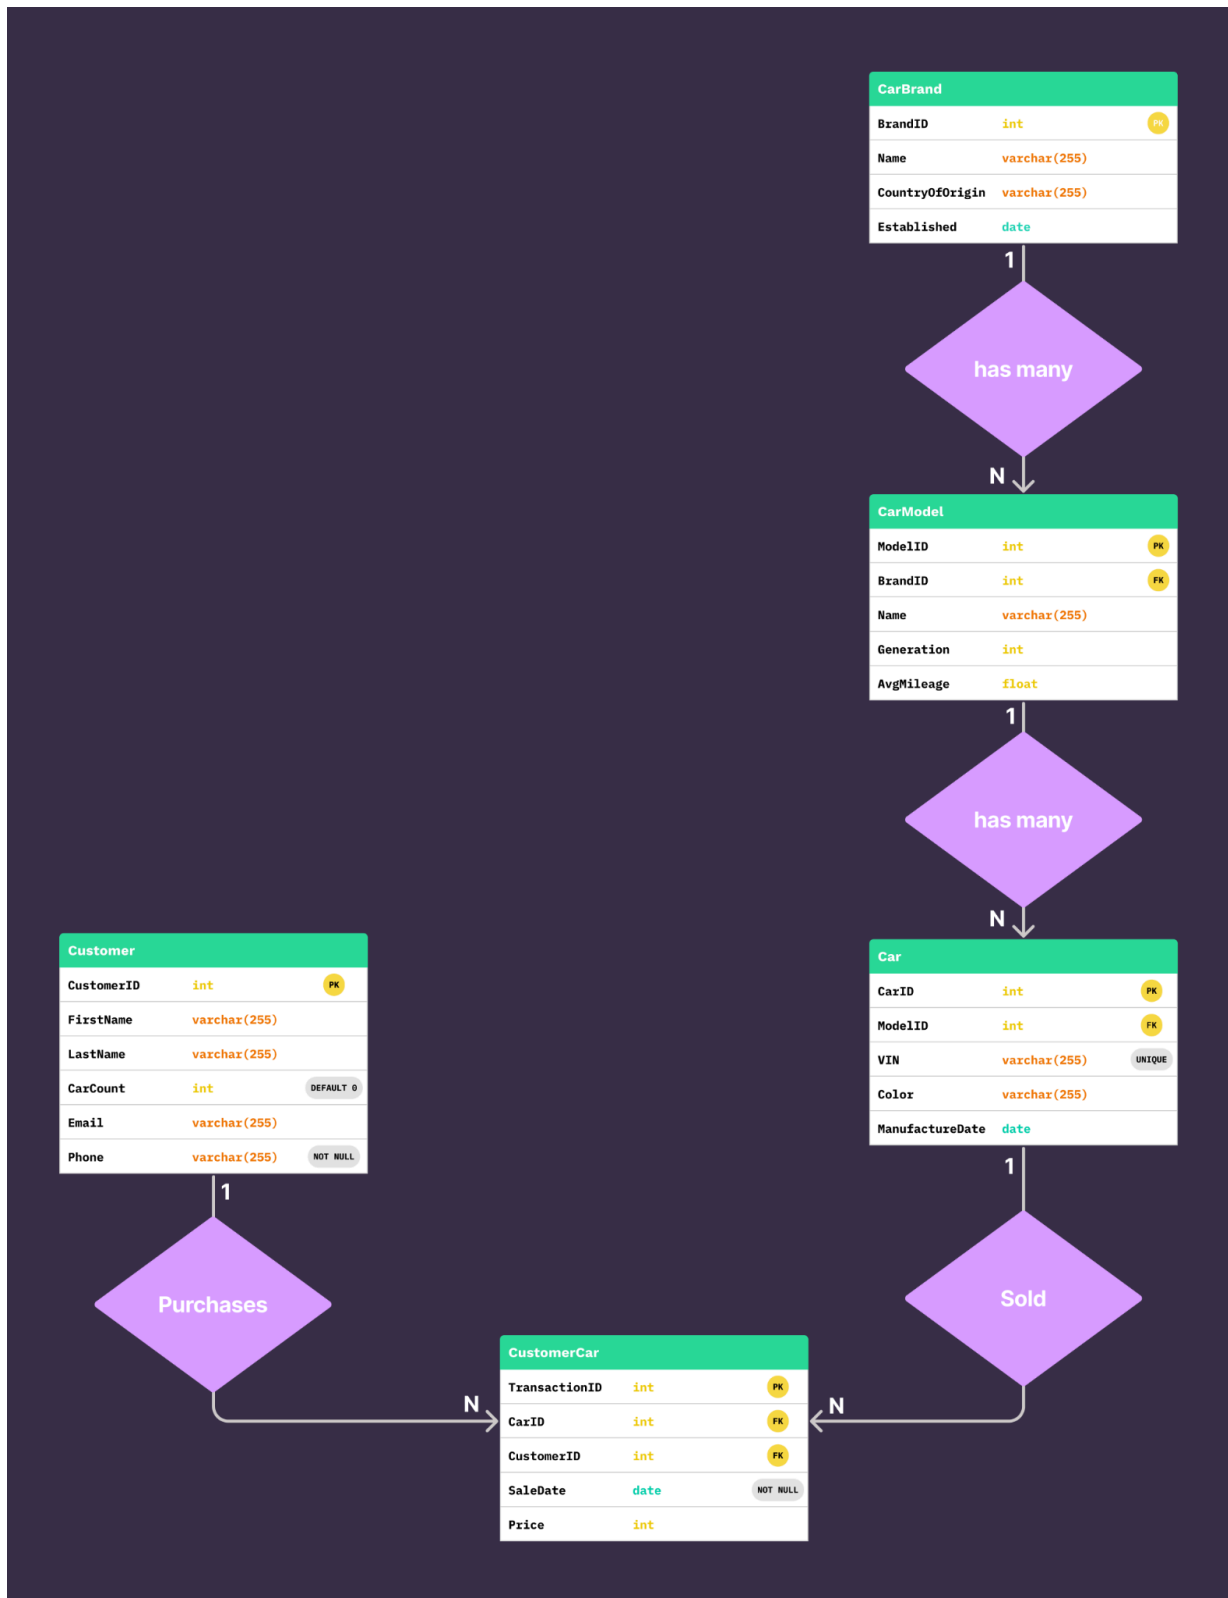 CarBrand
BrandID int PK
Name varchar(255)
CountryOfOrigin varchar(255)
Established date
1
has many
N
CarModel
ModelID int PK
BrandID int FK
Name varchar(255)
Generation int
AvgMileage float
1
has many
N
Customer
CustomerID int PK
FirstName varchar(255)
LastName varchar(255)
CarCount int DEFAULT 0
Email varchar(255)
Phone varchar(255) NOT NULL
1
Purchases
N
Car
CarID int PK
ModelID int FK
VIN varchar(255) UNIQUE
Color varchar(255)
ManufactureDate date
1
Sold
N
CustomerCar
TransactionID int PK
CarID int FK
CustomerID int FK
SaleDate date NOT NULL
Price int